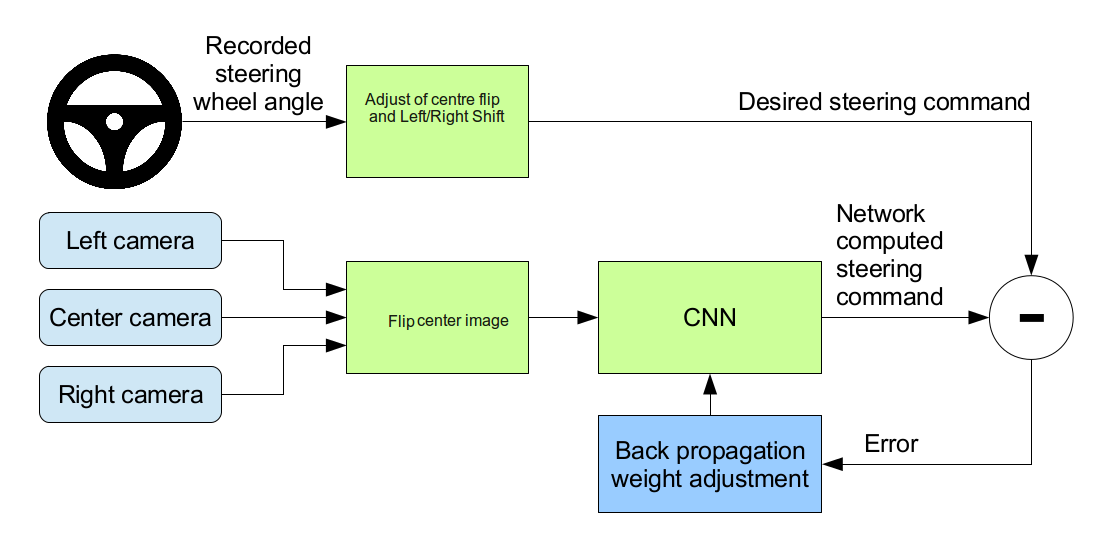 Recorded
steering
wheel angle
Adjust of centre flip
and Left/Right Shift
Desired steering command
Left camera
Center camera
Right camera
Flip center image
CNN
Network
computed
steering
command
-
Back propagation
weight adjustment
Error